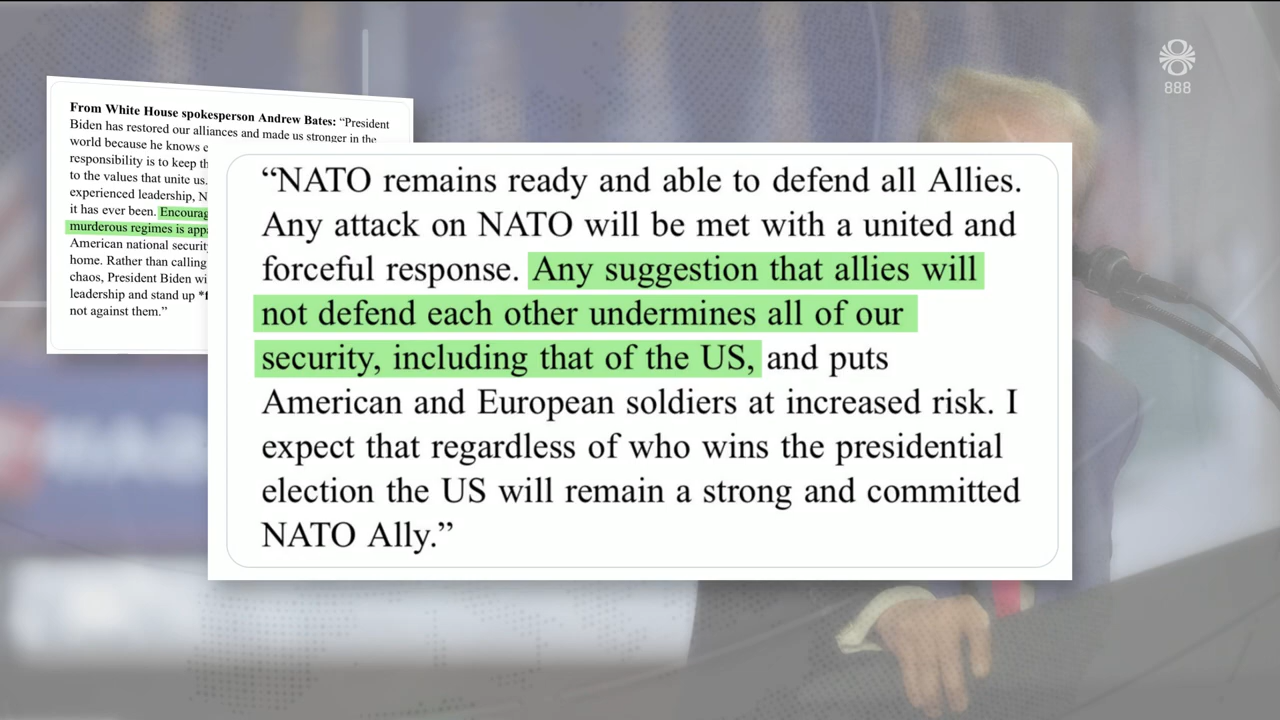 888
From White House spokesperson Andrew Bates: “President
Biden has restored our alliances and made us stronger in the
world because he knows
responsibility is to keep
to the values that unite us.
experienced leadership,
it has ever been.
murderous regimes is
American national
home. Rather than calling
chaos, President Biden
leadership and stand up
not against them.”
“NATO remains ready and able to defend all Allies.
Any attack on NATO will be met with a united and
forceful response. Any suggestion that allies will
not defend each other undermines all of our
security, including that of the US, and puts
American and European soldiers at increased risk. I
expect that regardless of who wins the presidential
election the US will remain a strong and committed
NATO Ally.”